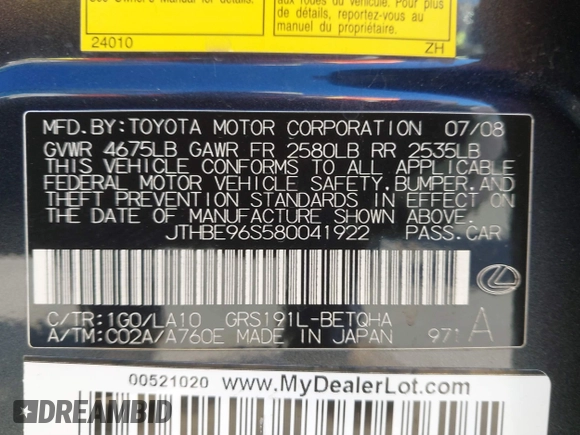 24010
plus
de détails, reportez-vous au
manuel du propriétaire.
ZH
MFD.BY:TOYOTA MOTOR CORPORATION 07/08
GVWR 4675LB GAWR FR 2580LB RR 2535LB
THIS VEHICLE CONFORMS TO ALL APPLICABLE
FEDERAL MOTOR VEHICLE SAFETY,BUMPER,AND
THEFT PREVENTION STANDARDS IN EFFECT ON
THE DATE OF MANUFACTURE SHOWN ABOVE.
JTHBE96S580041922 PASS.CAR
C/TR:1G0/LA10 GRS191L-BETQHA
A/TM:C02A/A760E MADE IN JAPAN 971 A
00521020 www.MyDealerLot.com
DREAMBID